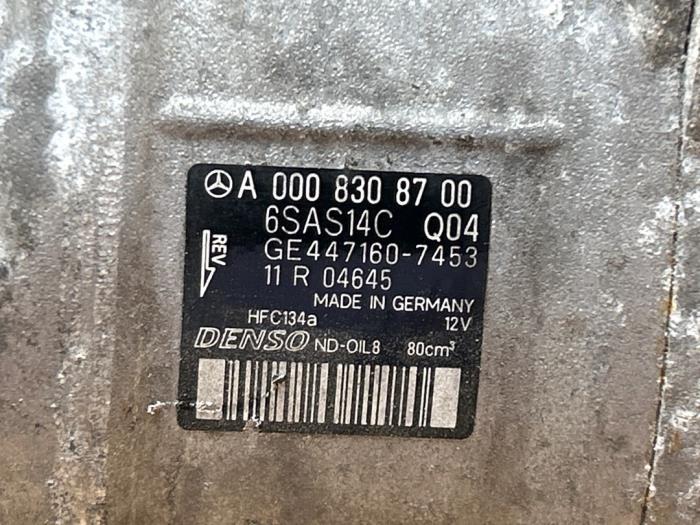 A 000 830 87 00
6SAS14C Q04
GE447160-7453
REV
11 R 04645
MADE IN GERMANY
HFC134a 12V
DENSO ND-OIL8 80cm³